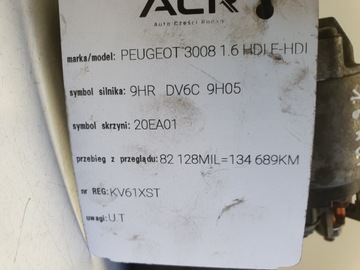 ACR
Auto Części Rudky
marka/model: PEUGEOT 3008 1.6 HDI E-HDI
symbol silnika: 9HR DV6C 9H05
symbol skrzyni: 20EA01
przebieg z przeglądu: 82 128MIL=134 689KM
nr REG: KV61XST
uwagi: U.T